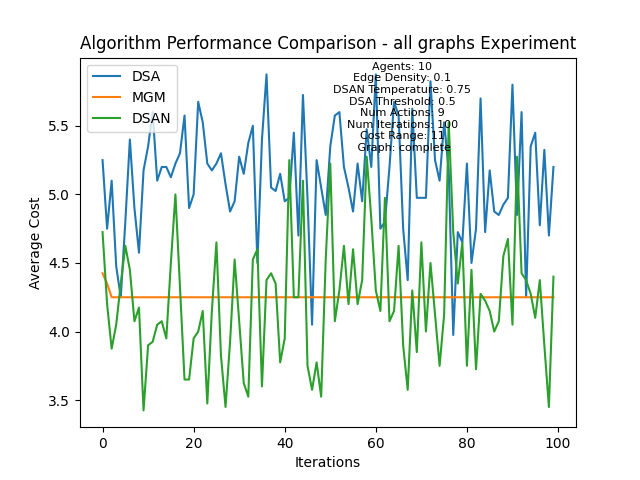 Algorithm Performance Comparison - all graphs Experiment
DSA
MGM
DSAN
Agents: 10
Edge Density: 0.1
DSAN Temperature: 0.75
DSA Threshold: 0.5
Num Actions: 9
Num Iterations: 100
Cost Range: 11
Graph: complete
Average Cost
5.5
5.0
4.5
4.0
3.5
0
20
40
60
80
100
Iterations